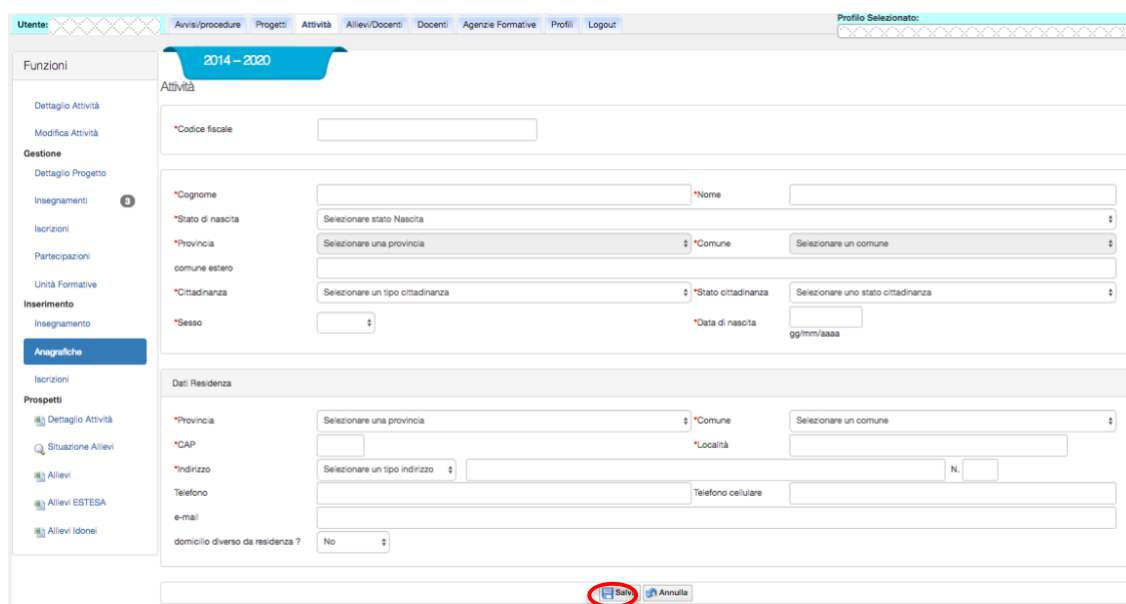 Utente: Avvisi/procedure Progetti Attività Allievi/Docenti Docenti Agenzie Formative Profili Logout Profilo Selezionato:
Funzioni
Dettaglio Attività
Modifica Attività
Gestione
Dettaglio Progetto
Insegnamenti 3
Iscrizioni
Partecipazioni
Unità Formative
Inserimento
Insegnamento
Anagrafiche
Iscrizioni
Prospetti
Dettaglio Attività
Situazione Allievi
Allievi
Allievi ESTESA
Allievi Idonei
2014 – 2020
Attività
*Codice fiscale
*Cognome *Nome
*Stato di nascita Selezionare stato Nascita
*Provincia Selezionare una provincia *Comune Selezionare un comune
comune estero
*Cittadinanza Selezionare un tipo cittadinanza *Stato cittadinanza Selezionare uno stato cittadinanza
*Sesso *Data di nascita
gg/mm/aaaa
Dati Residenza
*Provincia Selezionare una provincia *Comune Selezionare un comune
*CAP *Località
*Indirizzo Selezionare un tipo indirizzo N.
Telefono Telefono cellulare
e-mail
domicilio diverso da residenza ? No
Salva Annulla